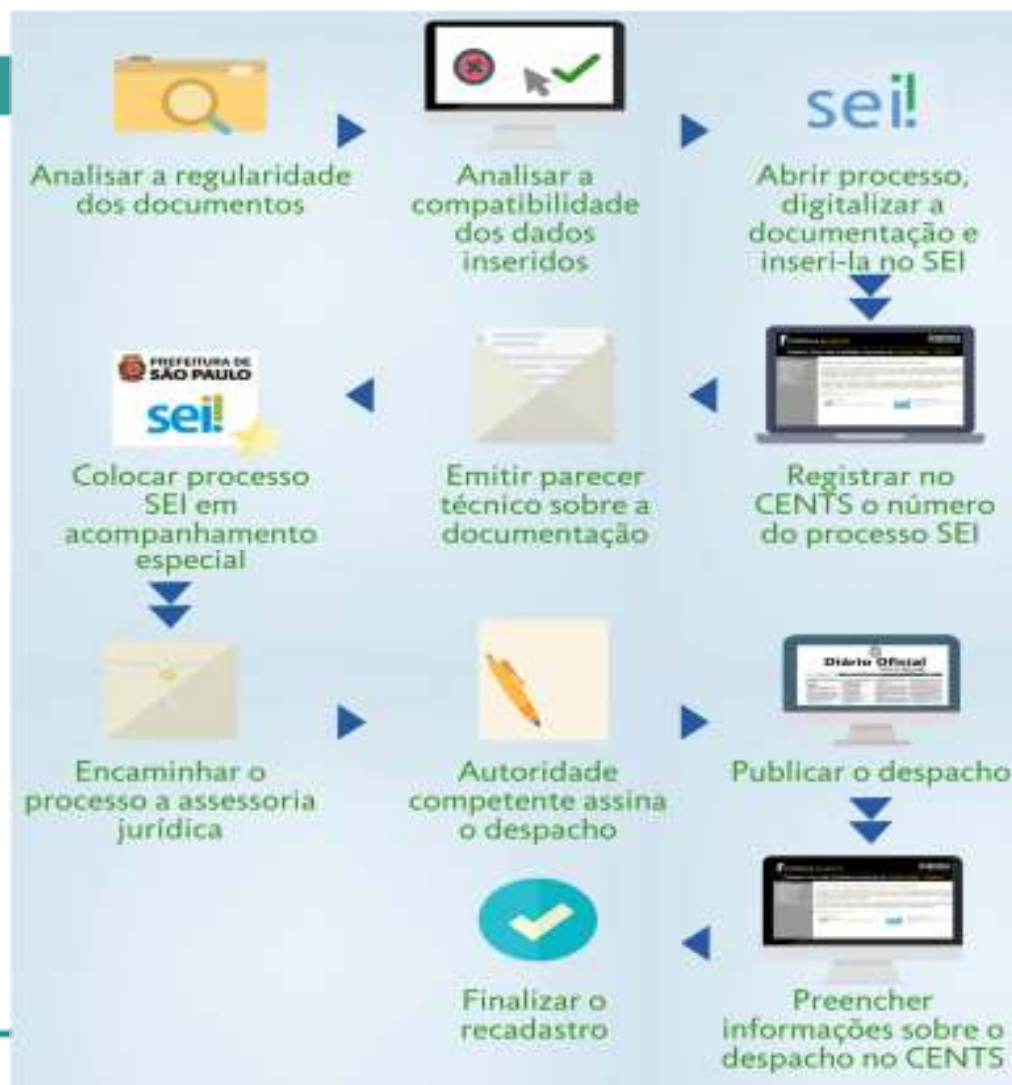 sei!
Analisar a regularidade
dos documentos
Analisar a
compatibilidade
dos dados
inseridos
Abrir processo,
digitalizar a
documentação e
inseri-la no SEI
PREFEITURA DE
SÃO PAULO
sei!
sei!
Colocar processo
SEI em
acompanhamento
especial
Emitir parecer
técnico sobre a
documentação
Registrar no
CENTS o número
do processo SEI
Diário Oficial
Encaminhar o
processo a assessoria
jurídica
Autoridade
competente assina
o despacho
Publicar o despacho
sei!
Finalizar o
recadastro
Preencher
informações sobre o
despacho no CENTS